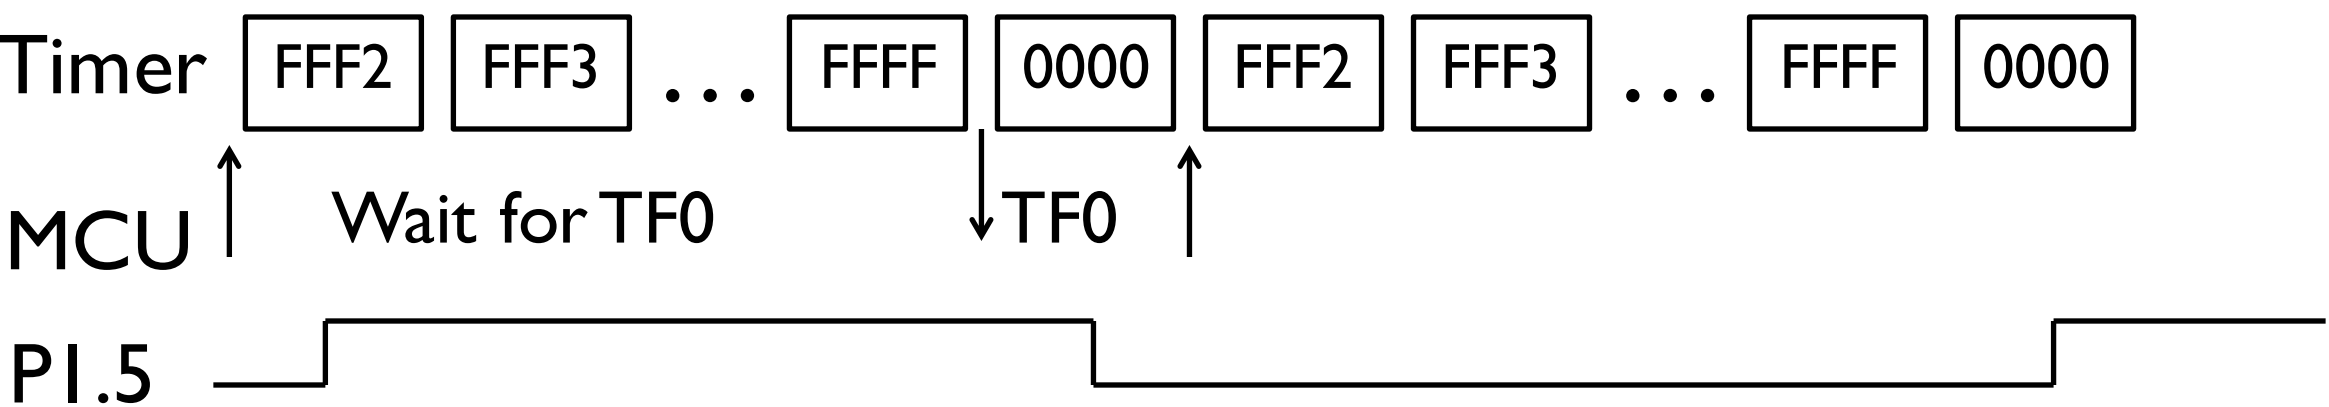 Timer FFF2 FFF3 ... FFFF 0000 FFF2 FFF3 ... FFFF 0000
MCU Wait for TF0 TF0
P1.5